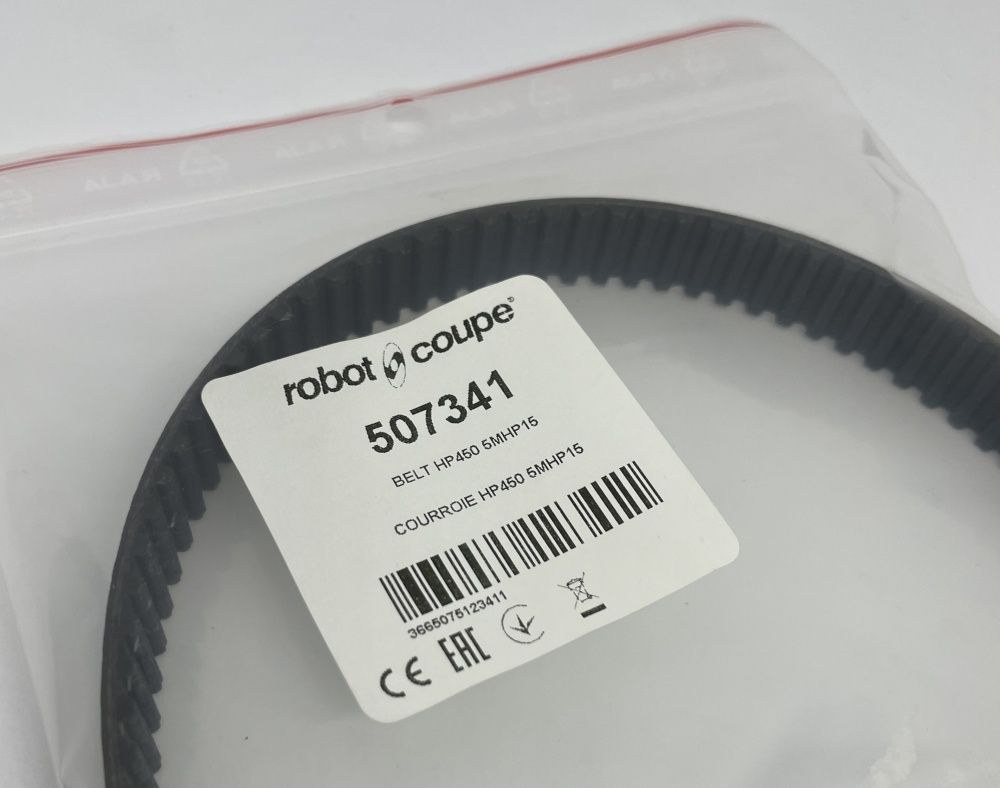 robot coupe®
507341
BELT HP450 5MHP15
COURROIE HP450 5MHP15
3665075123411
CE EAC